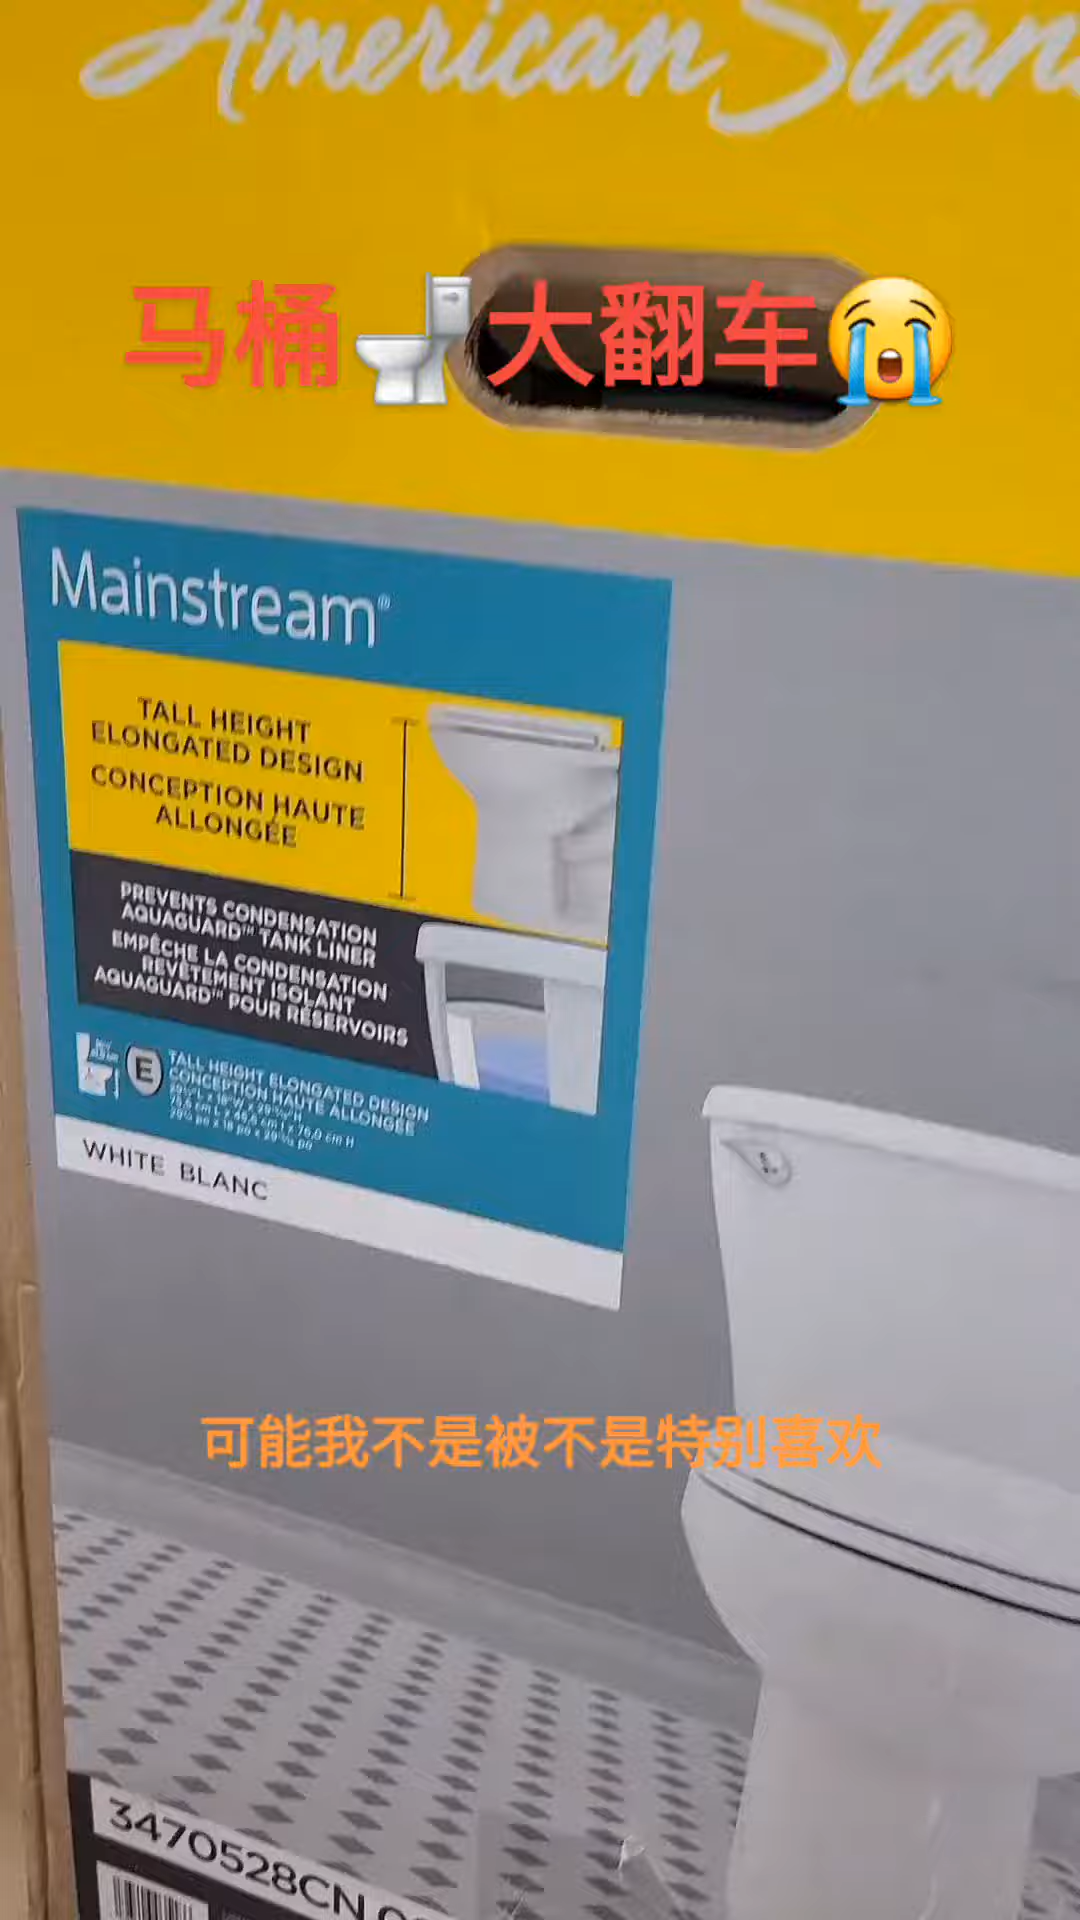 American Stan
马桶🚽大翻车😭
Mainstream®
TALL HEIGHT
ELONGATED DESIGN
CONCEPTION HAUTE
ALLONGÉE
PREVENTS CONDENSATION
AQUAGUARD™ TANK LINER
EMPÊCHE LA CONDENSATION
REVÊTEMENT ISOLANT
AQUAGUARD™ POUR RÉSERVOIRS
E
TALL HEIGHT ELONGATED DESIGN
CONCEPTION HAUTE ALLONGÉE
WHITE BLANC
可能我不是被不是特别喜欢
3470528CN